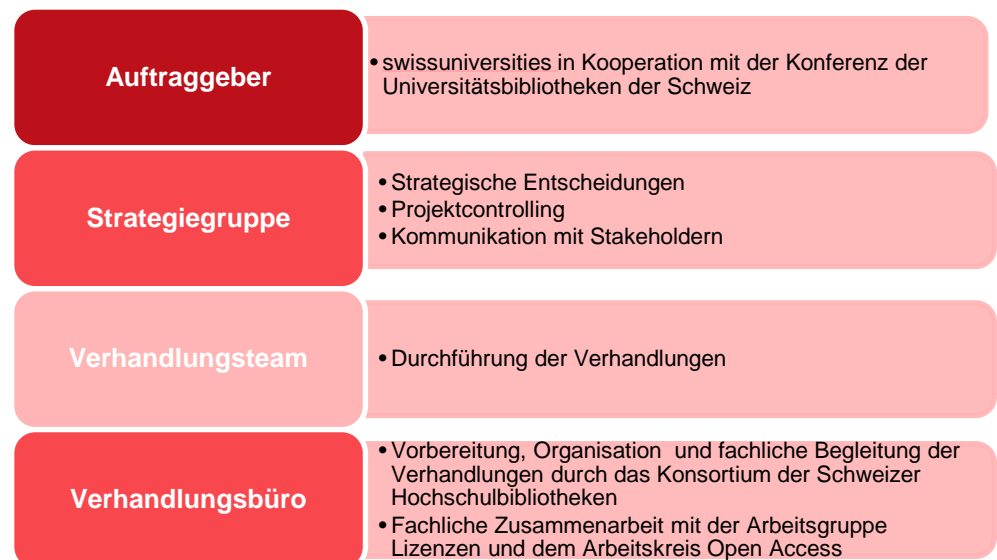 Auftraggeber
• swissuniversities in Kooperation mit der Konferenz der
Universitätsbibliotheken der Schweiz
Strategiegruppe
• Strategische Entscheidungen
• Projektcontrolling
• Kommunikation mit Stakeholdern
Verhandlungsteam
• Durchführung der Verhandlungen
Verhandlungsbüro
• Vorbereitung, Organisation und fachliche Begleitung der
Verhandlungen durch das Konsortium der Schweizer
Hochschulbibliotheken
• Fachliche Zusammenarbeit mit der Arbeitsgruppe
Lizenzen und dem Arbeitskreis Open Access